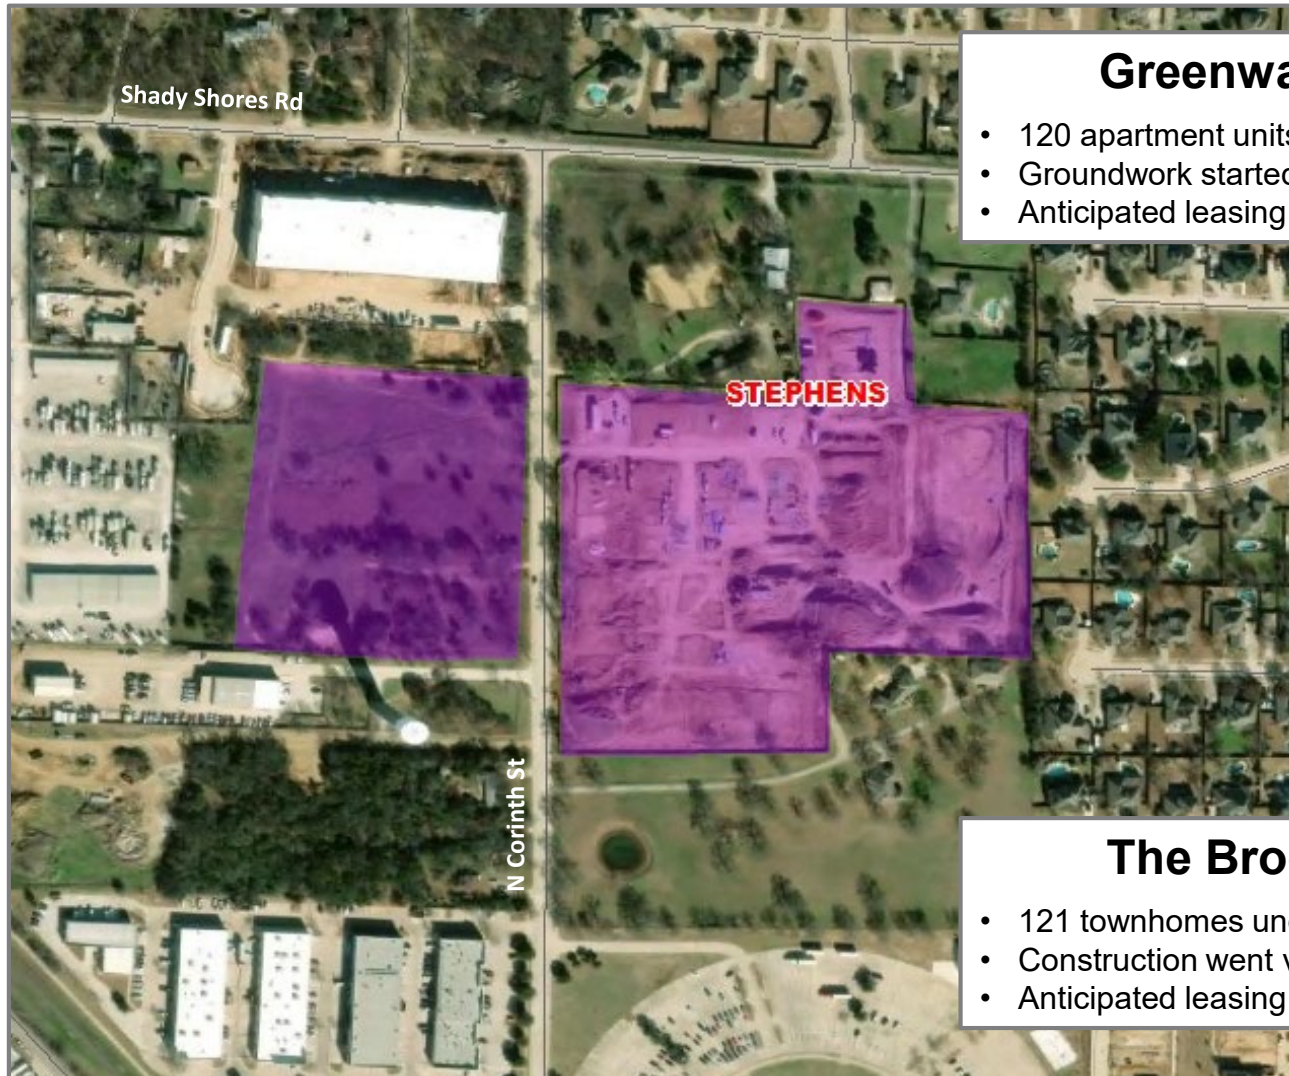 Shady Shores Rd
Greenwa
• 120 apartment units
• Groundwork started
• Anticipated leasing
STEPHENS
N Corinth St
The Bro
• 121 townhomes un
• Construction went v
• Anticipated leasing